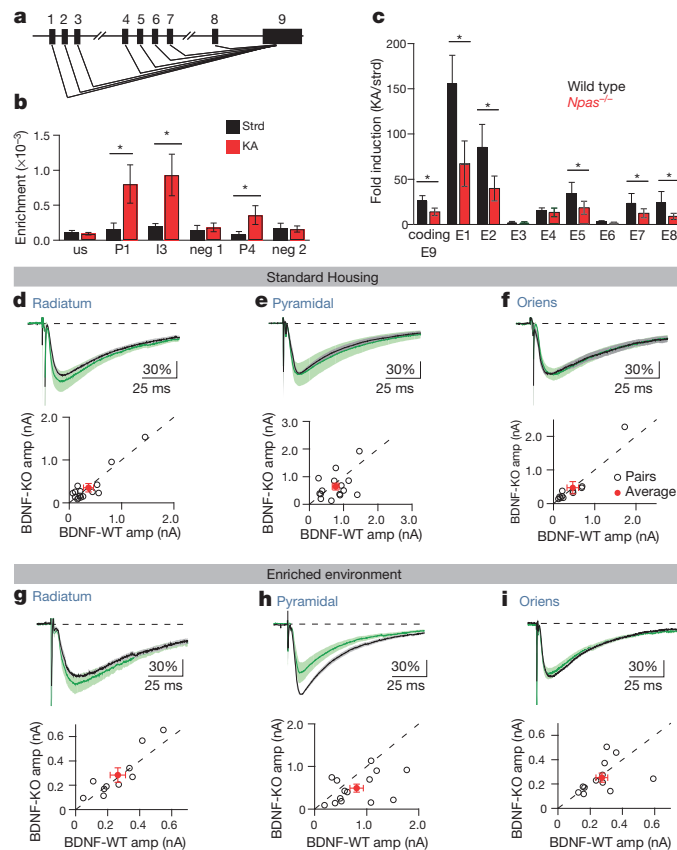 a
1 2 3 4 5 6 7 8 9
b
Enrichment (×10⁻³)
1.5
1.0
0.5
0.0
Strd
KA
* * *
us P1 I3 neg 1 P4 neg 2
c
Fold induction (KA/strd)
200
150
100
50
0
Wild type
Npas⁻/⁻
* * * * * *
coding E9 E1 E2 E3 E4 E5 E6 E7 E8
Standard Housing
d Radiatum
30%
25 ms
BDNF-KO amp (nA)
2.0
1.0
0
0 1.0 2.0
BDNF-WT amp (nA)
e Pyramidal
30%
25 ms
BDNF-KO amp (nA)
3.0
2.0
1.0
0
0 1.0 2.0 3.0
BDNF-WT amp (nA)
f Oriens
30%
25 ms
BDNF-KO amp (nA)
2.0
1.0
0
0 1.0 2.0
BDNF-WT amp (nA)
Pairs
Average
Enriched environment
g Radiatum
30%
25 ms
BDNF-KO amp (nA)
0.6
0.4
0.2
0
0 0.2 0.4 0.6
BDNF-WT amp (nA)
h Pyramidal
30%
25 ms
BDNF-KO amp (nA)
2.0
1.0
0
0 1.0 2.0
BDNF-WT amp (nA)
i Oriens
30%
25 ms
BDNF-KO amp (nA)
0.6
0.4
0.2
0
0 0.2 0.4 0.6
BDNF-WT amp (nA)